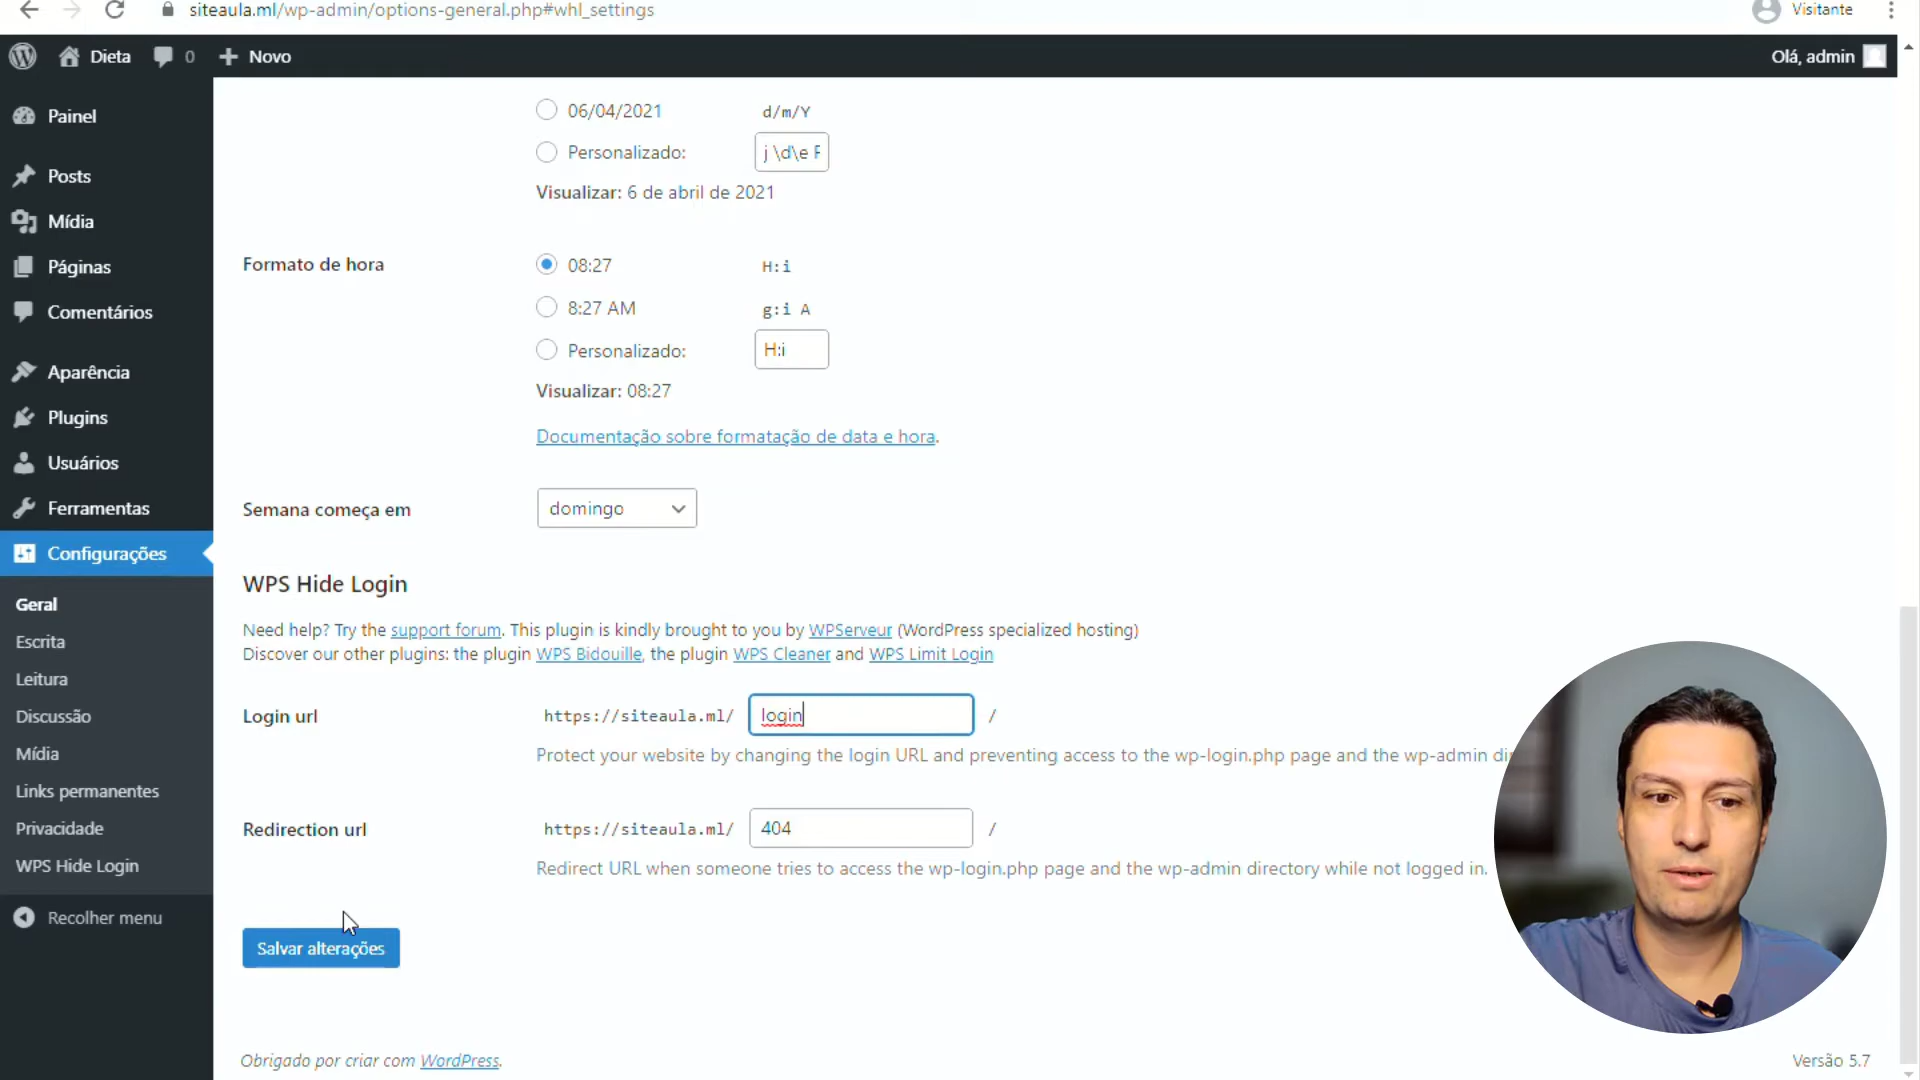 siteaula.ml/wp-admin/options-general.php#whl_settings
Visitante
Dieta
0
Novo
Olá, admin
Painel
Posts
Mídia
Páginas
Comentários
Aparência
Plugins
Usuários
Ferramentas
Configurações
Geral
Escrita
Leitura
Discussão
Mídia
Links permanentes
Privacidade
WPS Hide Login
Recolher menu
06/04/2021 d/m/Y
Personalizado: j \d\e F
Visualizar: 6 de abril de 2021
Formato de hora
08:27 H:i
8:27 AM g:i A
Personalizado: H:i
Visualizar: 08:27
Documentação sobre formatação de data e hora.
Semana começa em domingo
WPS Hide Login
Need help? Try the support forum. This plugin is kindly brought to you by WPServeur (WordPress specialized hosting)
Discover our other plugins: the plugin WPS Bidouille, the plugin WPS Cleaner and WPS Limit Login
Login url https://siteaula.ml/ login /
Protect your website by changing the login URL and preventing access to the wp-login.php page and the wp-admin
Redirection url https://siteaula.ml/ 404 /
Redirect URL when someone tries to access the wp-login.php page and the wp-admin directory while not logged in.
Salvar alterações
Obrigado por criar com WordPress.
Versão 5.7